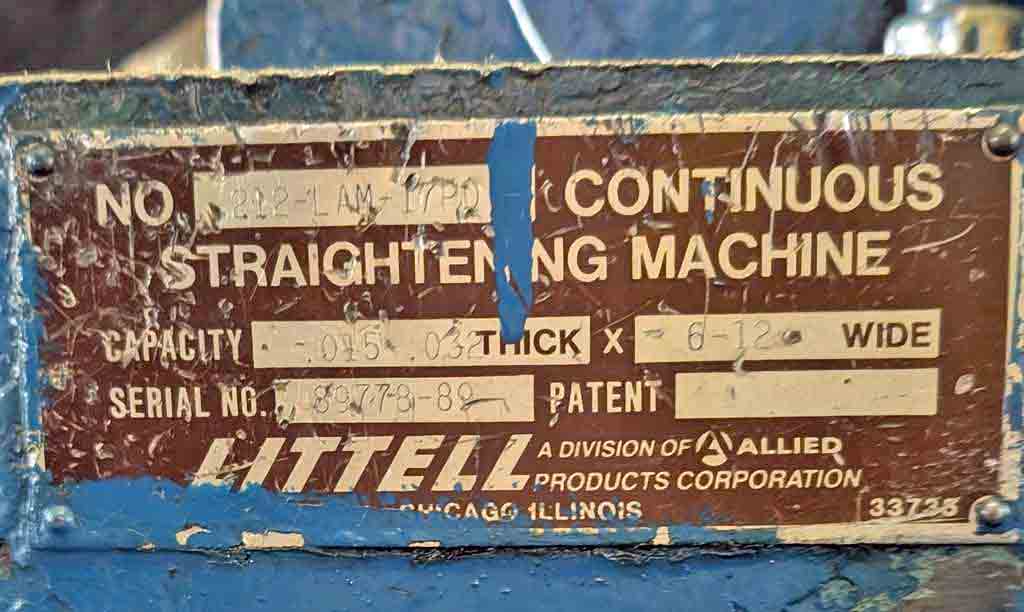 NO 212-LAM-17PD CONTINUOUS
STRAIGHTENING MACHINE
CAPACITY .015 .032 THICK X 6-12 WIDE
SERIAL NO. 89778-89 PATENT
LITTELL A DIVISION OF ALLIED
PRODUCTS CORPORATION
CHICAGO ILLINOIS
33735